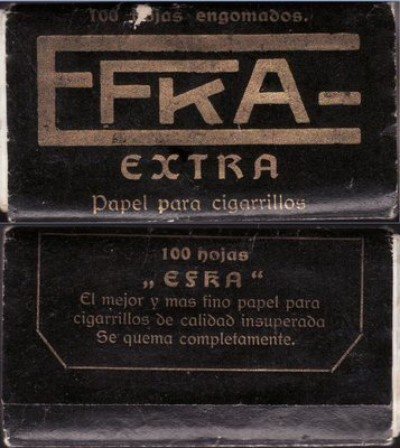 100 hojas engomados.
EFKA
EXTRA
Papel para cigarrillos
100 hojas
„ EFKA “
El mejor y mas fino papel para
cigarrillos de calidad insuperada
Se quema completamente.